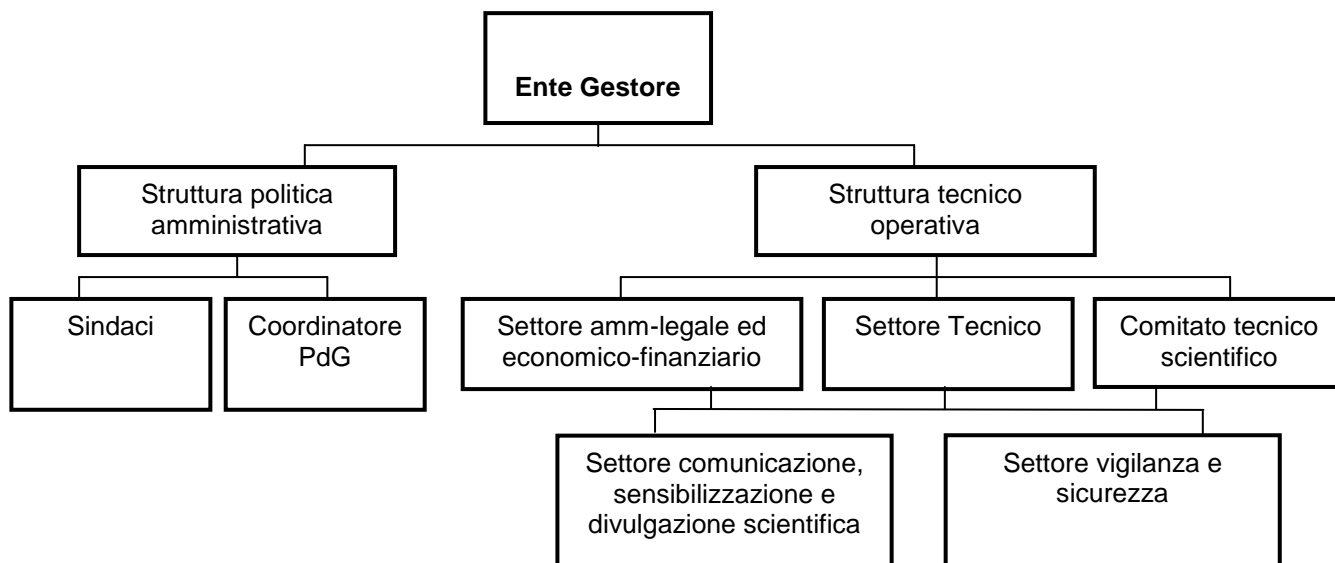 Ente Gestore
Struttura politica
amministrativa
Struttura tecnico
operativa
Sindaci
Coordinatore
PdG
Settore amm-legale ed
economico-finanziario
Settore Tecnico
Comitato tecnico
scientifico
Settore comunicazione,
sensibilizzazione e
divulgazione scientifica
Settore vigilanza e
sicurezza